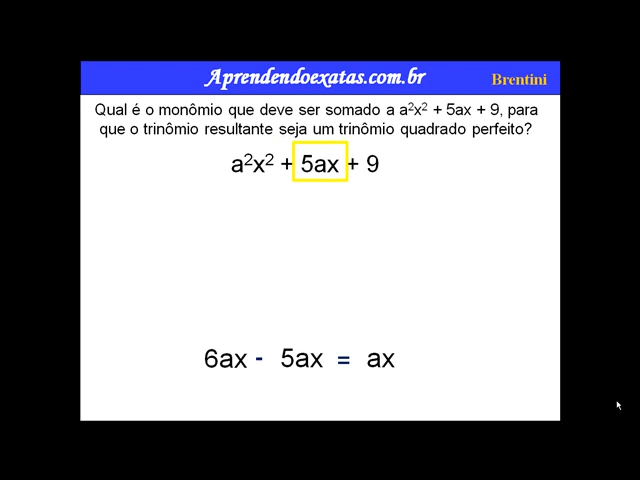 Aprendendoexatas.com.br Brentini
Qual é o monômio que deve ser somado a a²x² + 5ax + 9, para
que o trinômio resultante seja um trinômio quadrado perfeito?
a²x² + 5ax + 9
6ax - 5ax = ax